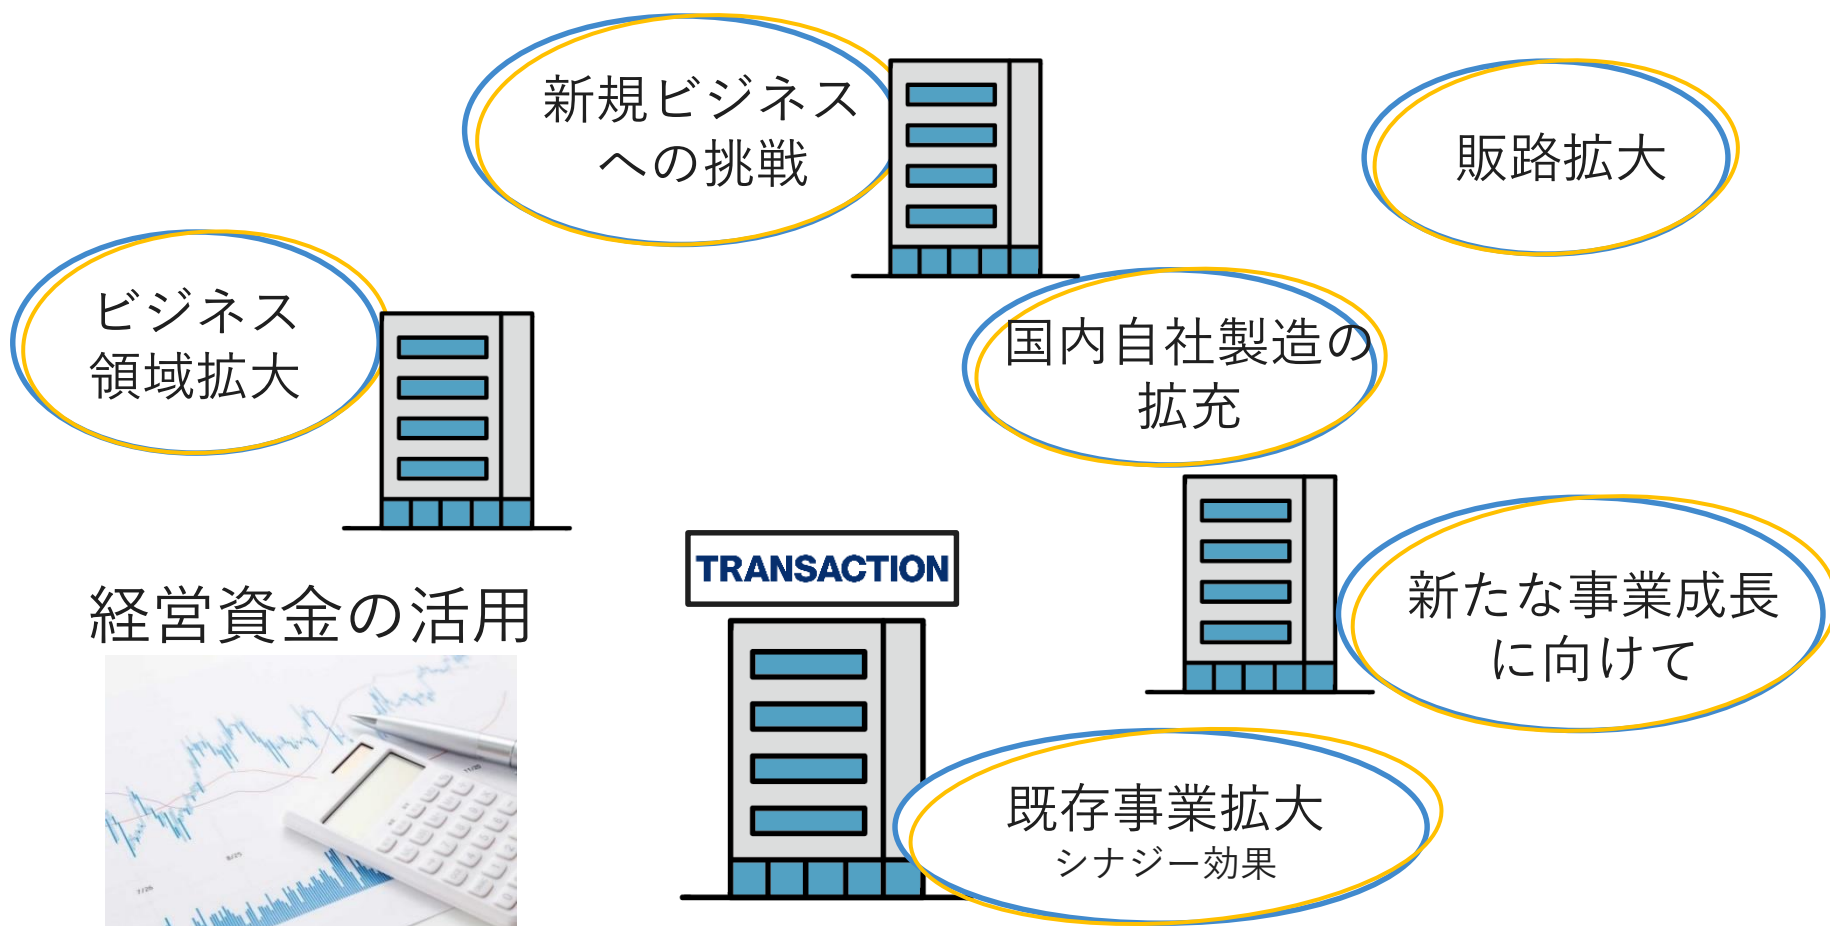 新規ビジネス
への挑戦
販路拡大
ビジネス
領域拡大
国内自社製造の
拡充
TRANSACTION
経営資金の活用
新たな事業成長
に向けて
既存事業拡大
シナジー効果